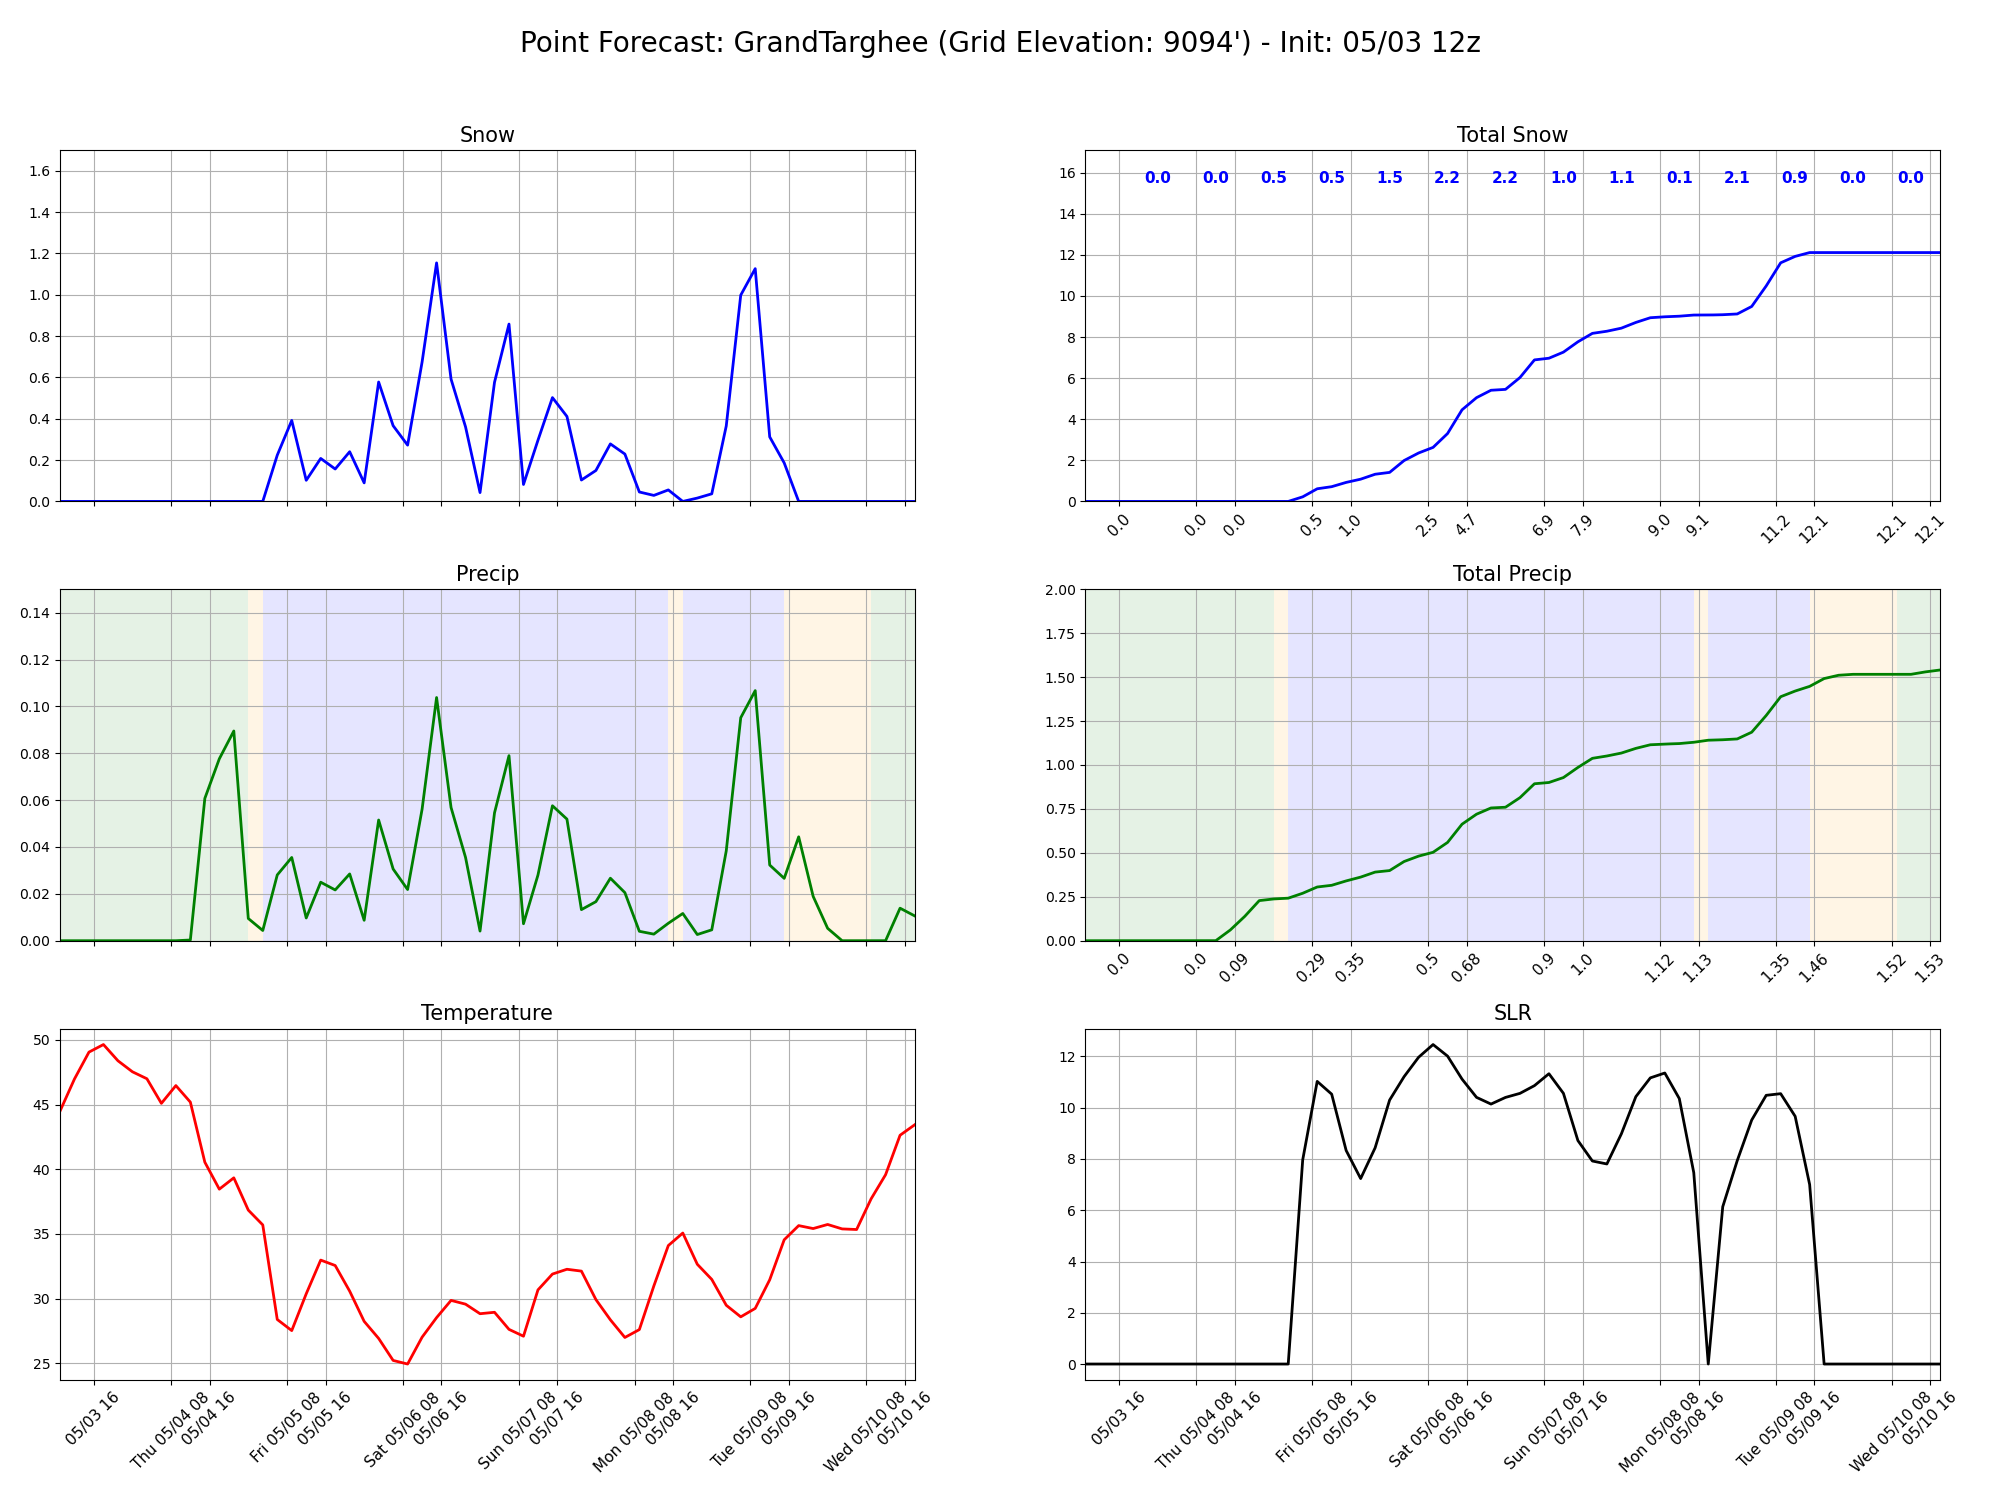 Point Forecast: GrandTarghee (Grid Elevation: 9094') - Init: 05/03 12z
Snow
1.6
1.4
1.2
1.0
0.8
0.6
0.4
0.2
0.0
Total Snow
0.0 0.0 0.5 0.5 1.5 2.2 2.2 1.0 1.1 0.1 2.1 0.9 0.0 0.0
16
14
12
10
8
6
4
2
0
0.0 0.0 0.0 0.5 1.0 2.5 4.7 6.9 7.9 9.0 9.1 11.2 12.1 12.1 12.1
Precip
0.14
0.12
0.10
0.08
0.06
0.04
0.02
0.00
Total Precip
2.00
1.75
1.50
1.25
1.00
0.75
0.50
0.25
0.00
0.0 0.0 0.09 0.29 0.35 0.5 0.68 0.9 1.0 1.12 1.13 1.35 1.46 1.52 1.53
Temperature
50
45
40
35
30
25
05/03 16
Thu 05/04 08
05/04 16
Fri 05/05 08
05/05 16
Sat 05/06 08
05/06 16
Sun 05/07 08
05/07 16
Mon 05/08 08
05/08 16
Tue 05/09 08
05/09 16
Wed 05/10 08
05/10 16
SLR
12
10
8
6
4
2
0
05/03 16
Thu 05/04 08
05/04 16
Fri 05/05 08
05/05 16
Sat 05/06 08
05/06 16
Sun 05/07 08
05/07 16
Mon 05/08 08
05/08 16
Tue 05/09 08
05/09 16
Wed 05/10 08
05/10 16